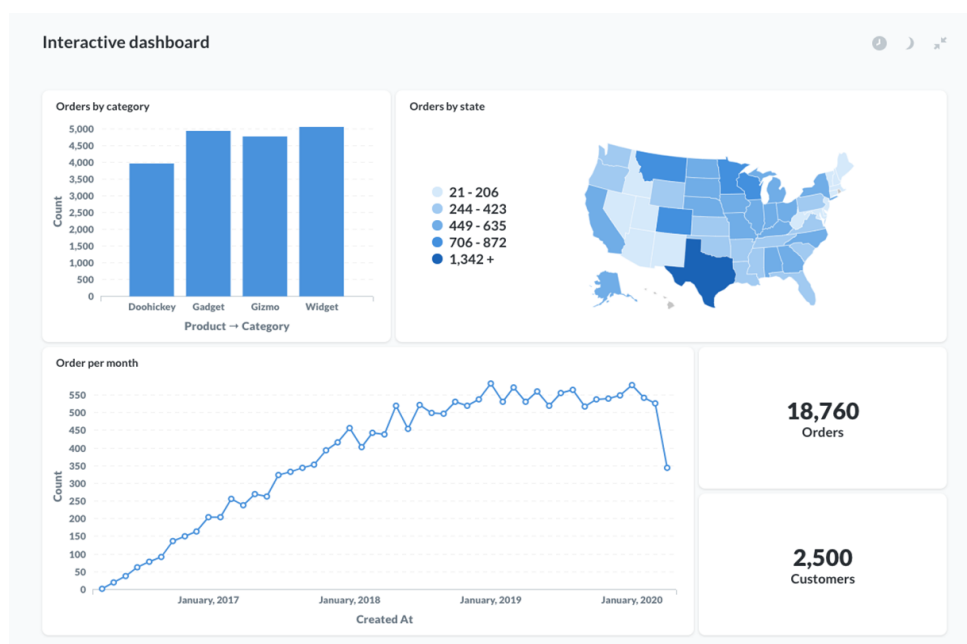 Interactive dashboard
Orders by category
5,000
4,500
4,000
3,500
3,000
2,500
2,000
1,500
1,000
500
0
Count
Doohickey Gadget Gizmo Widget
Product → Category
Orders by state
21 - 206
244 - 423
449 - 635
706 - 872
1,342 +
Order per month
550
500
450
400
350
300
250
200
150
100
50
0
Count
January, 2017 January, 2018 January, 2019 January, 2020
Created At
18,760
Orders
2,500
Customers